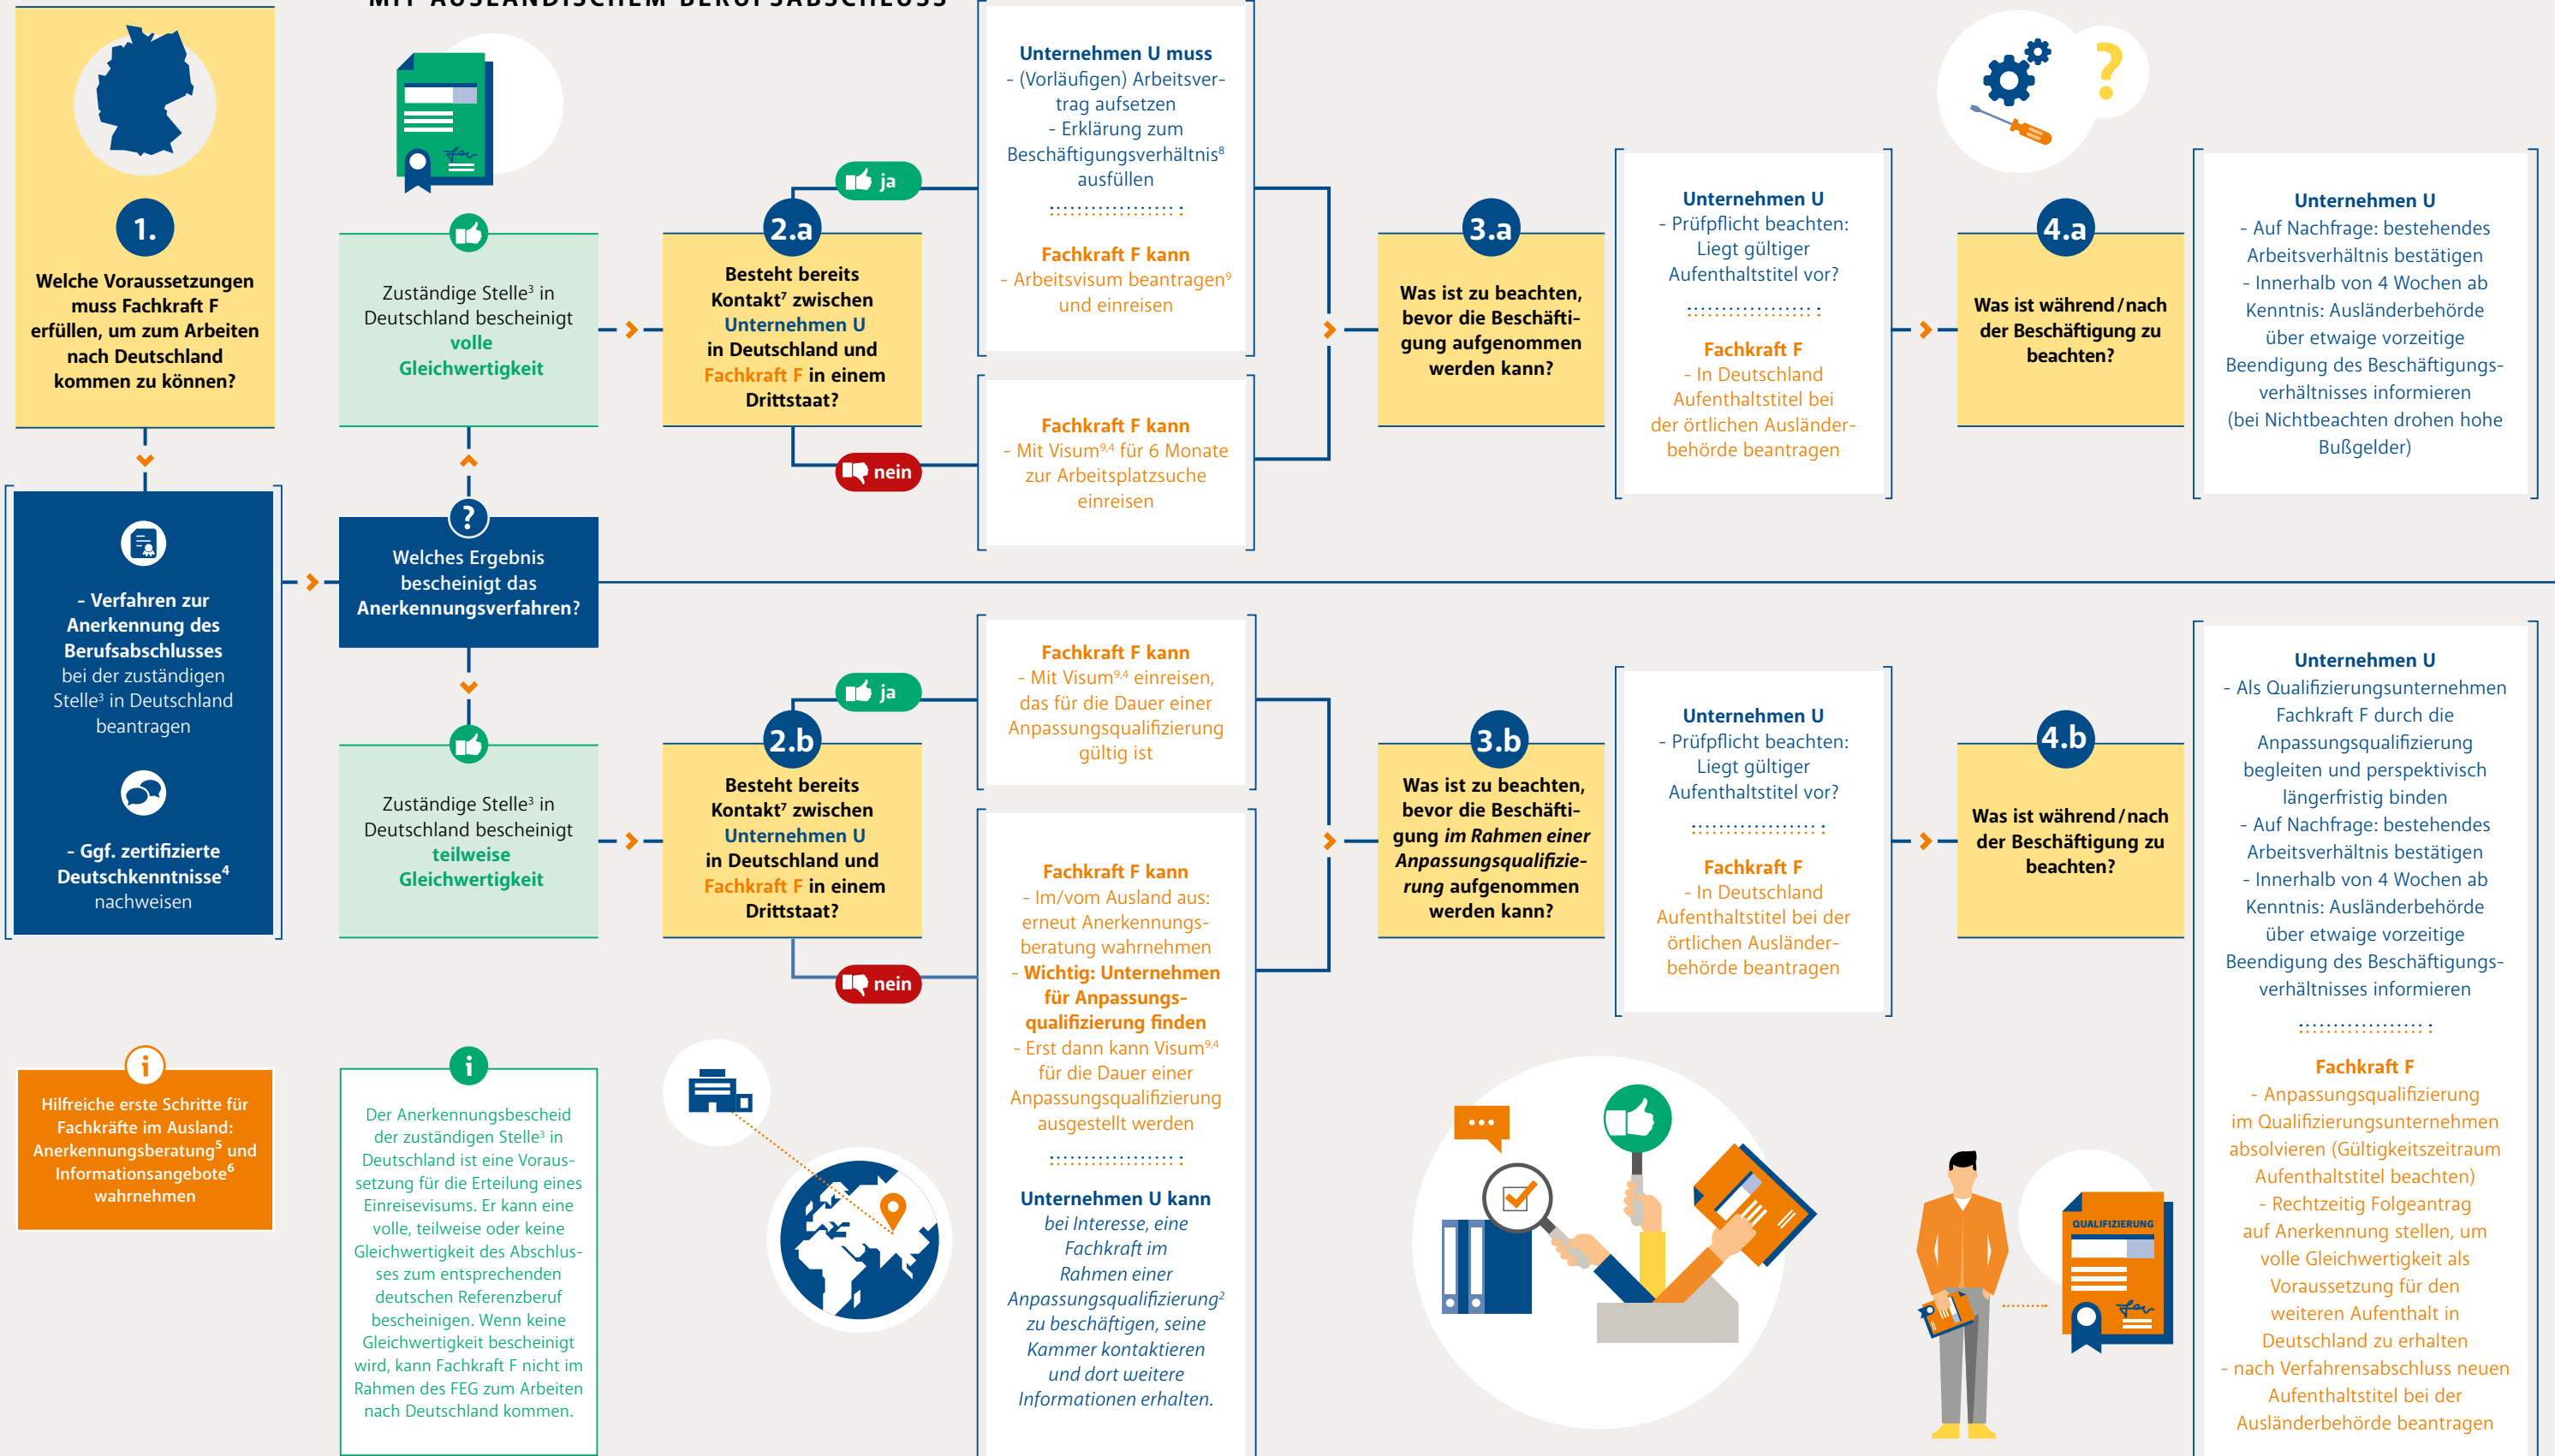 MIT AUSLÄNDISCHEM BERUFSABSCHLUSS
1.
Welche Voraussetzungen
muss Fachkraft F
erfüllen, um zum Arbeiten
nach Deutschland
kommen zu können?
- Verfahren zur
Anerkennung des
Berufsabschlusses
bei der zuständigen
Stelle³ in Deutschland
beantragen
- Ggf. zertifizierte
Deutschkenntnisse⁴
nachweisen
i
Hilfreiche erste Schritte für
Fachkräfte im Ausland:
Anerkennungsberatung⁵ und
Informationsangebote⁶
wahrnehmen
Zuständige Stelle³ in
Deutschland bescheinigt
volle
Gleichwertigkeit
?
Welches Ergebnis
bescheinigt das
Anerkennungsverfahren?
Zuständige Stelle³ in
Deutschland bescheinigt
teilweise
Gleichwertigkeit
i
Der Anerkennungsbescheid
der zuständigen Stelle³ in
Deutschland ist eine Voraus-
setzung für die Erteilung eines
Einreisevisums. Er kann eine
volle, teilweise oder keine
Gleichwertigkeit des Abschlus-
ses zum entsprechenden
deutschen Referenzberuf
bescheinigen. Wenn keine
Gleichwertigkeit bescheinigt
wird, kann Fachkraft F nicht im
Rahmen des FEG zum Arbeiten
nach Deutschland kommen.
2.a
Besteht bereits
Kontakt⁷ zwischen
Unternehmen U
in Deutschland und
Fachkraft F in einem
Drittstaat?
ja
Unternehmen U muss
- (Vorläufigen) Arbeitsver-
trag aufsetzen
- Erklärung zum
Beschäftigungsverhältnis⁸
ausfüllen
Fachkraft F kann
- Arbeitsvisum beantragen⁹
und einreisen
nein
Fachkraft F kann
- Mit Visum⁹,⁴ für 6 Monate
zur Arbeitsplatzsuche
einreisen
3.a
Was ist zu beachten,
bevor die Beschäfti-
gung aufgenommen
werden kann?
Unternehmen U
- Prüfpflicht beachten:
Liegt gültiger
Aufenthaltstitel vor?
Fachkraft F
- In Deutschland
Aufenthaltstitel bei
der örtlichen Ausländer-
behörde beantragen
?
4.a
Was ist während/nach
der Beschäftigung zu
beachten?
Unternehmen U
- Auf Nachfrage: bestehendes
Arbeitsverhältnis bestätigen
- Innerhalb von 4 Wochen ab
Kenntnis: Ausländerbehörde
über etwaige vorzeitige
Beendigung des Beschäftigungs-
verhältnisses informieren
(bei Nichtbeachten drohen hohe
Bußgelder)
2.b
Besteht bereits
Kontakt⁷ zwischen
Unternehmen U
in Deutschland und
Fachkraft F in einem
Drittstaat?
ja
Fachkraft F kann
- Mit Visum⁹,⁴ einreisen,
das für die Dauer einer
Anpassungsqualifizierung
gültig ist
nein
Fachkraft F kann
- Im/vom Ausland aus:
erneut Anerkennungs-
beratung wahrnehmen
- Wichtig: Unternehmen
für Anpassungs-
qualifizierung finden
- Erst dann kann Visum⁹,⁴
für die Dauer einer
Anpassungsqualifizierung
ausgestellt werden
Unternehmen U kann
bei Interesse, eine
Fachkraft im
Rahmen einer
Anpassungsqualifizierung²
zu beschäftigen, seine
Kammer kontaktieren
und dort weitere
Informationen erhalten.
3.b
Was ist zu beachten,
bevor die Beschäfti-
gung im Rahmen einer
Anpassungsqualifizie-
rung aufgenommen
werden kann?
Unternehmen U
- Prüfpflicht beachten:
Liegt gültiger
Aufenthaltstitel vor?
Fachkraft F
- In Deutschland
Aufenthaltstitel bei der
örtlichen Ausländer-
behörde beantragen
4.b
Was ist während/nach
der Beschäftigung zu
beachten?
Unternehmen U
- Als Qualifizierungsunternehmen
Fachkraft F durch die
Anpassungsqualifizierung
begleiten und perspektivisch
längerfristig binden
- Auf Nachfrage: bestehendes
Arbeitsverhältnis bestätigen
- Innerhalb von 4 Wochen ab
Kenntnis: Ausländerbehörde
über etwaige vorzeitige
Beendigung des Beschäftigungs-
verhältnisses informieren
Fachkraft F
- Anpassungsqualifizierung
im Qualifizierungsunternehmen
absolvieren (Gültigkeitszeitraum
Aufenthaltstitel beachten)
- Rechtzeitig Folgeantrag
auf Anerkennung stellen, um
volle Gleichwertigkeit als
Voraussetzung für den
weiteren Aufenthalt in
Deutschland zu erhalten
- nach Verfahrensabschluss neuen
Aufenthaltstitel bei der
Ausländerbehörde beantragen
QUALIFIZIERUNG